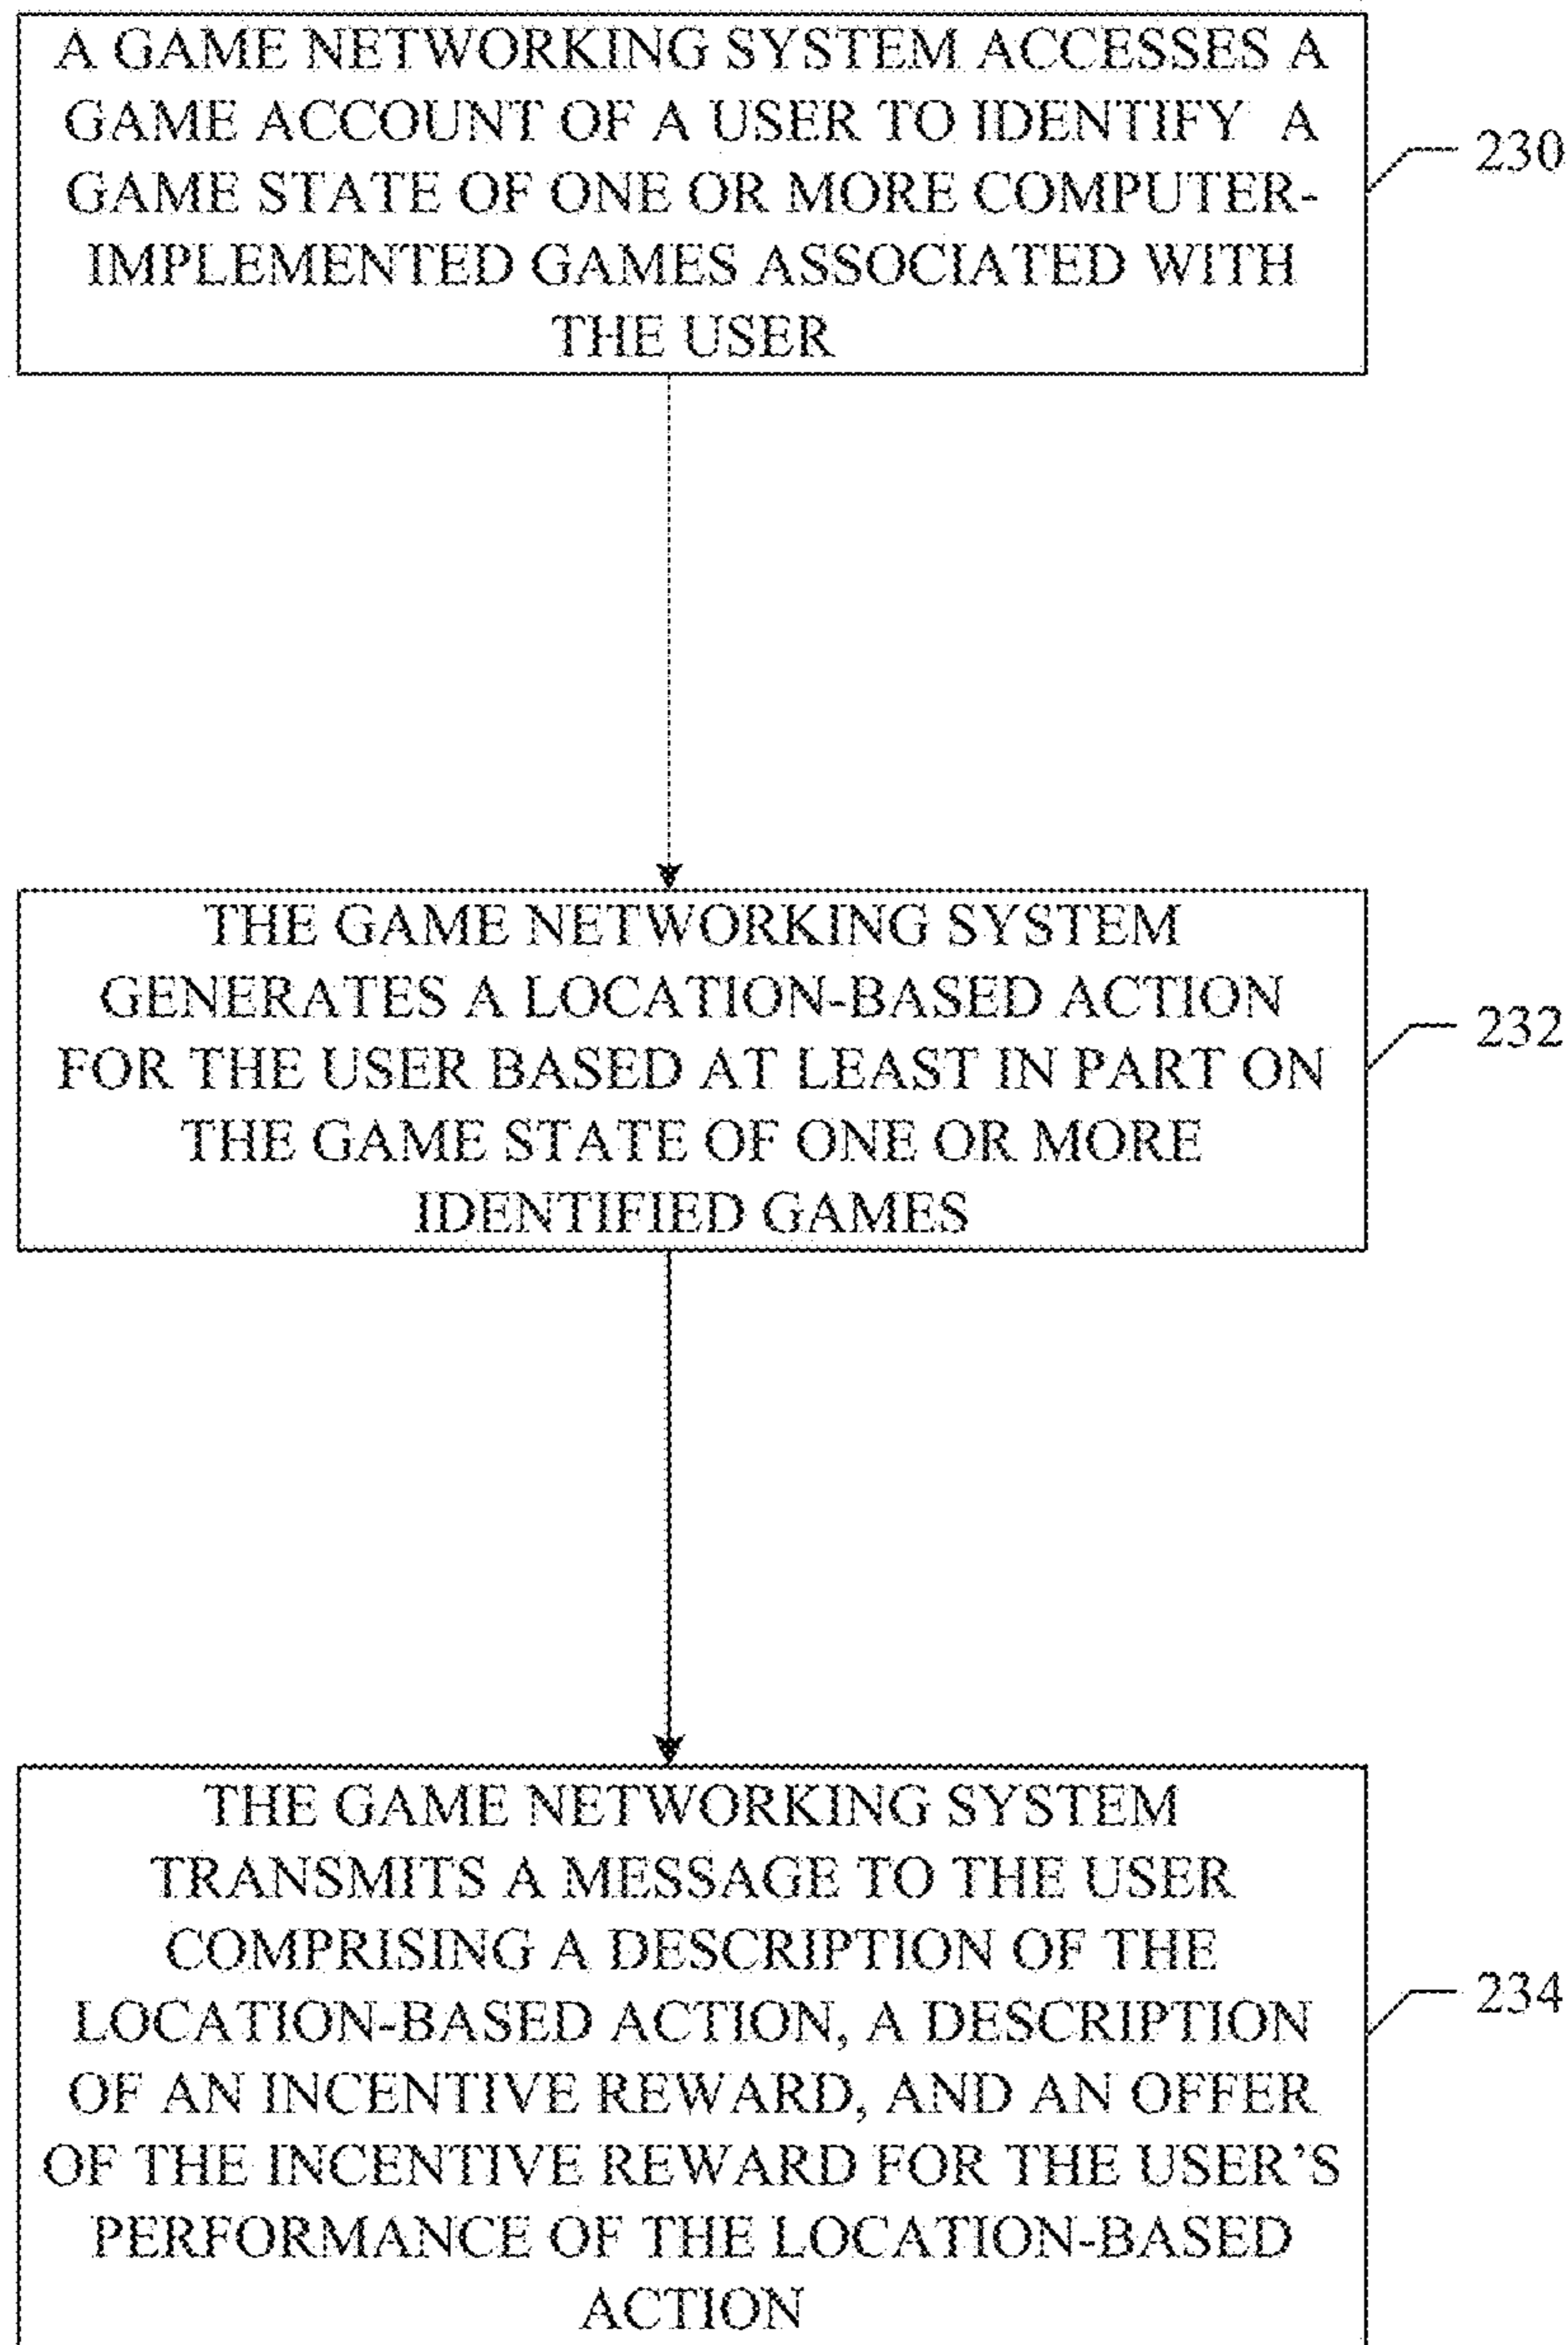 A GAME NETWORKING SYSTEM ACCESSES A
GAME ACCOUNT OF A USER TO IDENTIFY A
GAME STATE OF ONE OR MORE COMPUTER-
IMPLEMENTED GAMES ASSOCIATED WITH
THE USER
230
THE GAME NETWORKING SYSTEM
GENERATES A LOCATION-BASED ACTION
FOR THE USER BASED AT LEAST IN PART ON
THE GAME STATE OF ONE OR MORE
IDENTIFIED GAMES
232
THE GAME NETWORKING SYSTEM
TRANSMITS A MESSAGE TO THE USER
COMPRISING A DESCRIPTION OF THE
LOCATION-BASED ACTION, A DESCRIPTION
OF AN INCENTIVE REWARD, AND AN OFFER
OF THE INCENTIVE REWARD FOR THE USER'S
PERFORMANCE OF THE LOCATION-BASED
ACTION
234